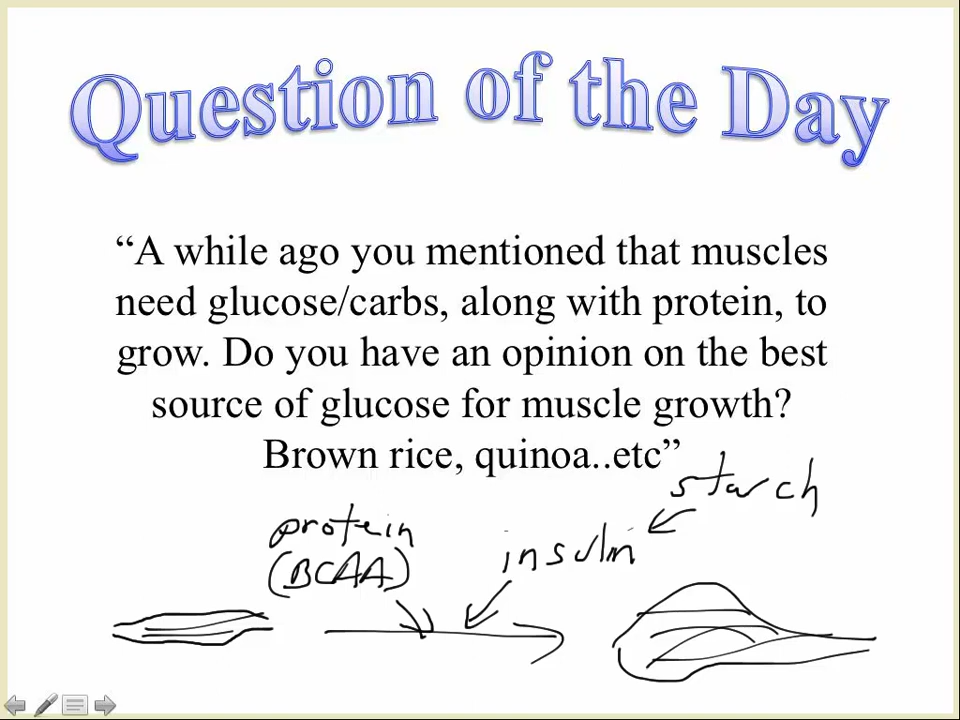 Question of the Day
“A while ago you mentioned that muscles
need glucose/carbs, along with protein, to
grow. Do you have an opinion on the best
source of glucose for muscle growth?
Brown rice, quinoa..etc”
starch
protein
insulin
(BCAA)